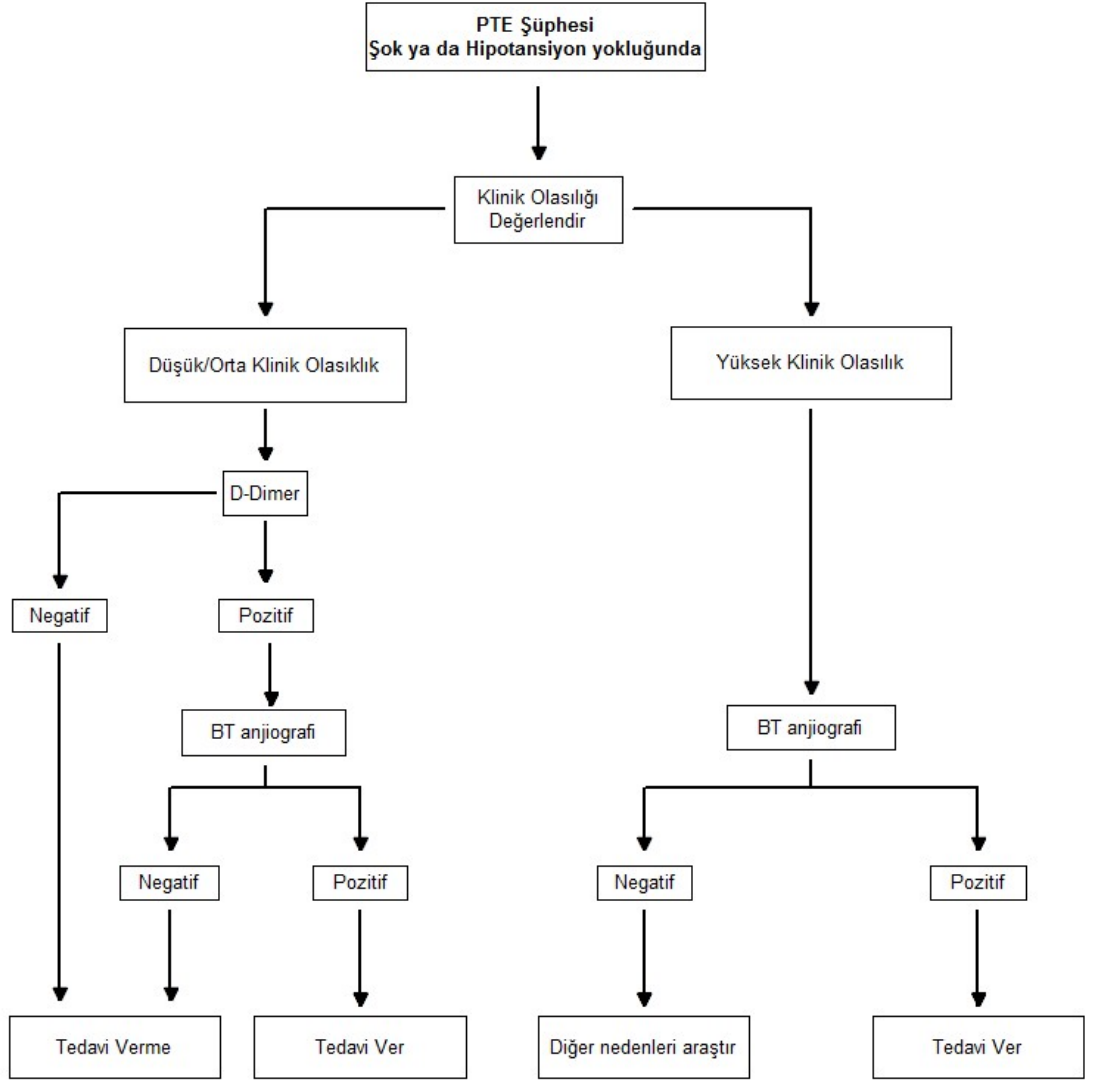 PTE Şüphesi
Şok ya da Hipotansiyon yokluğunda
Klinik Olasılığı
Değerlendir
Düşük/Orta Klinik Olasıklık
Yüksek Klinik Olasılık
D-Dimer
Negatif
Pozitif
BT anjiografi
BT anjiografi
Negatif
Pozitif
Negatif
Pozitif
Tedavi Verme
Tedavi Ver
Diğer nedenleri araştır
Tedavi Ver